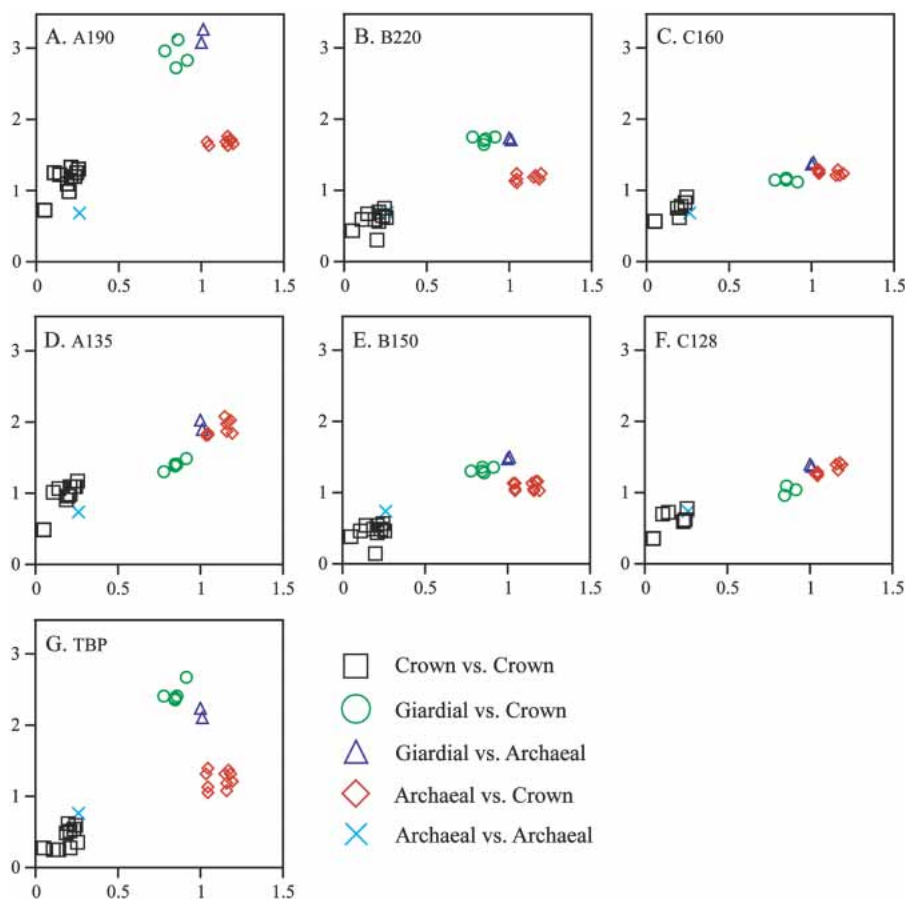 A. A190
B. B220
C. C160
3
2
1
0
0 0.5 1 1.5
3
2
1
0
0 0.5 1 1.5
3
2
1
0
0 0.5 1 1.5
D. A135
E. B150
F. C128
3
2
1
0
0 0.5 1 1.5
3
2
1
0
0 0.5 1 1.5
3
2
1
0
0 0.5 1 1.5
G. TBP
3
2
1
0
0 0.5 1 1.5
Crown vs. Crown
Giardial vs. Crown
Giardial vs. Archaeal
Archaeal vs. Crown
Archaeal vs. Archaeal